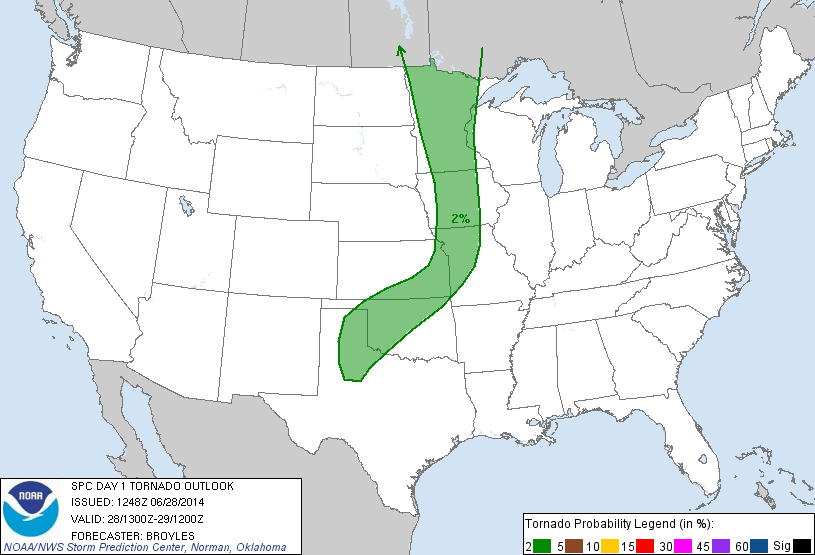 2%
NOAA
SPC DAY 1 TORNADO OUTLOOK
ISSUED: 1248Z 06/28/2014
VALID: 28/1300Z-29/1200Z
FORECASTER: BROYLES
NOAA/NWS Storm Prediction Center, Norman, Oklahoma
Tornado Probability Legend (in %):
2 5 10 15 30 45 60 Sig